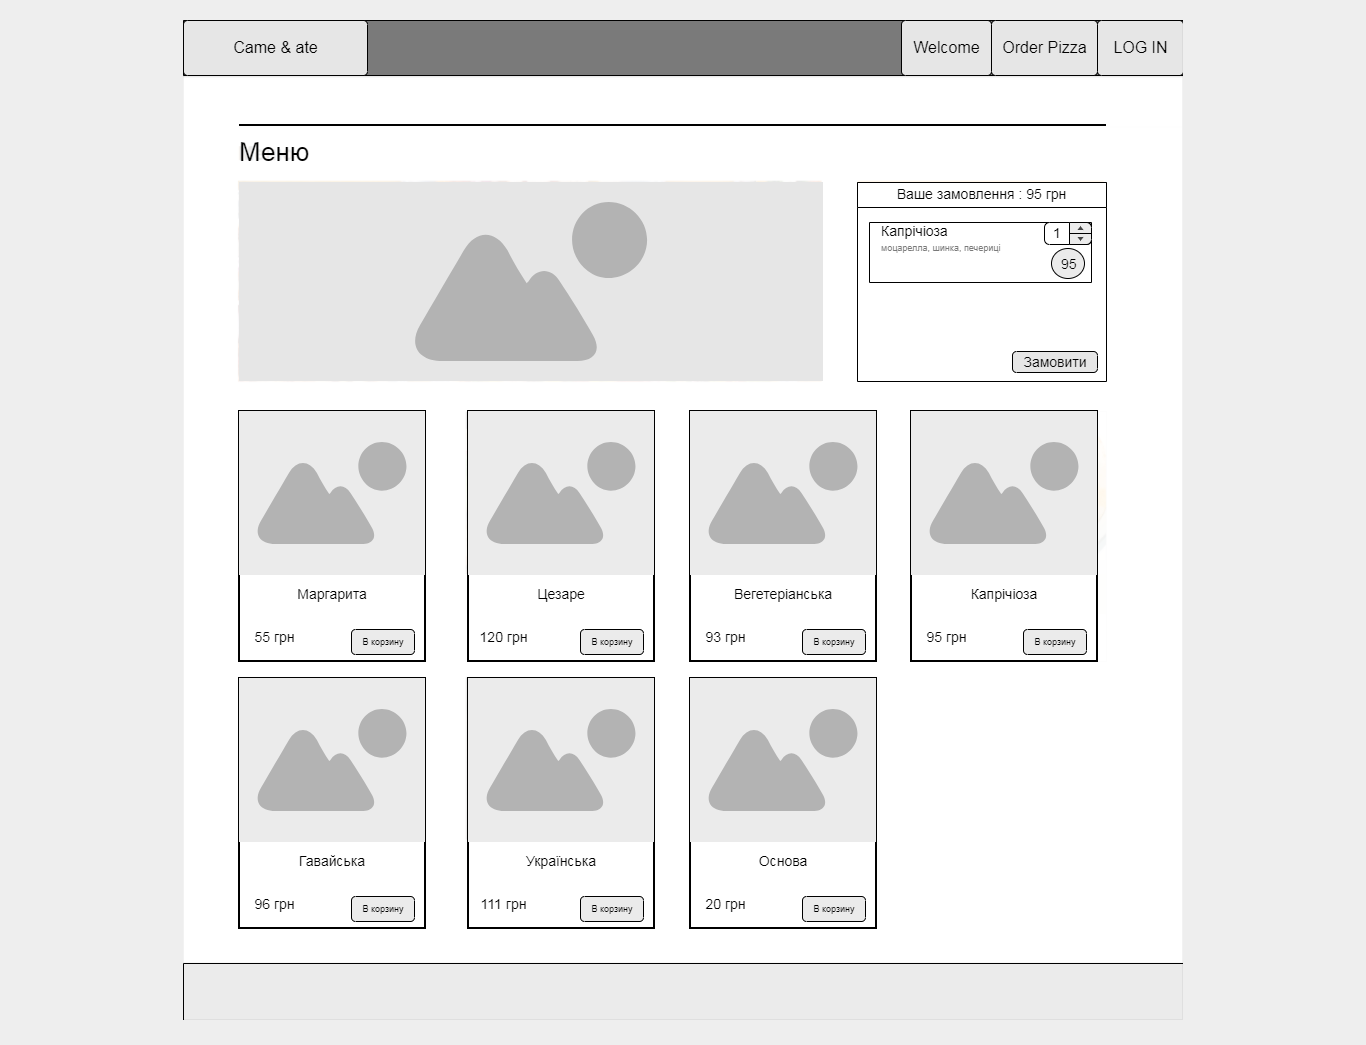 Came & ate
Welcome
Order Pizza
LOG IN
Меню
Ваше замовлення : 95 грн
Капрічіоза
1
моцарелла, шинка, печериці
95
Замовити
Маргарита
55 грн
В корзину
Цезаре
120 грн
В корзину
Вегетеріанська
93 грн
В корзину
Капрічіоза
95 грн
В корзину
Гавайська
96 грн
В корзину
Українська
111 грн
В корзину
Основа
20 грн
В корзину